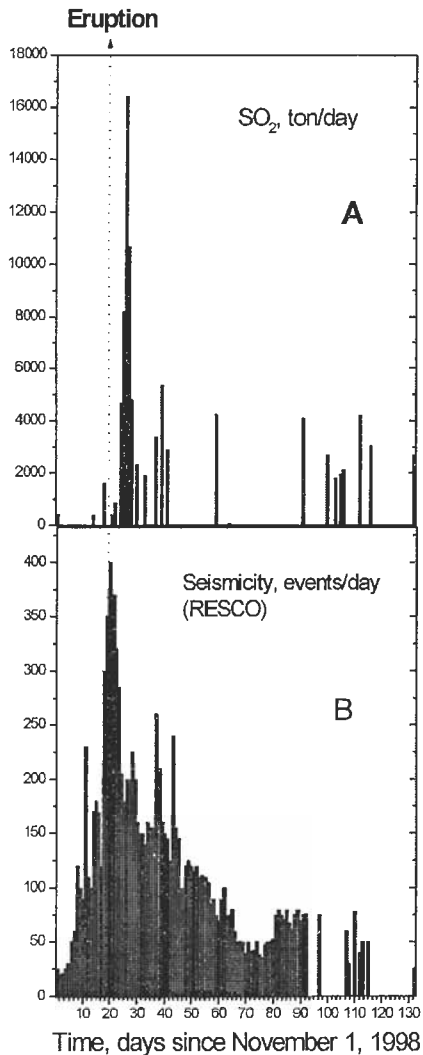 Eruption
18000
16000
SO₂, ton/day
14000
A
12000
10000
8000
6000
4000
2000
0
400
Seismicity, events/day
350
(RESCO)
300
B
250
200
150
100
50
0
10 20 30 40 50 60 70 80 90 100 110 120 130
Time, days since November 1, 1998